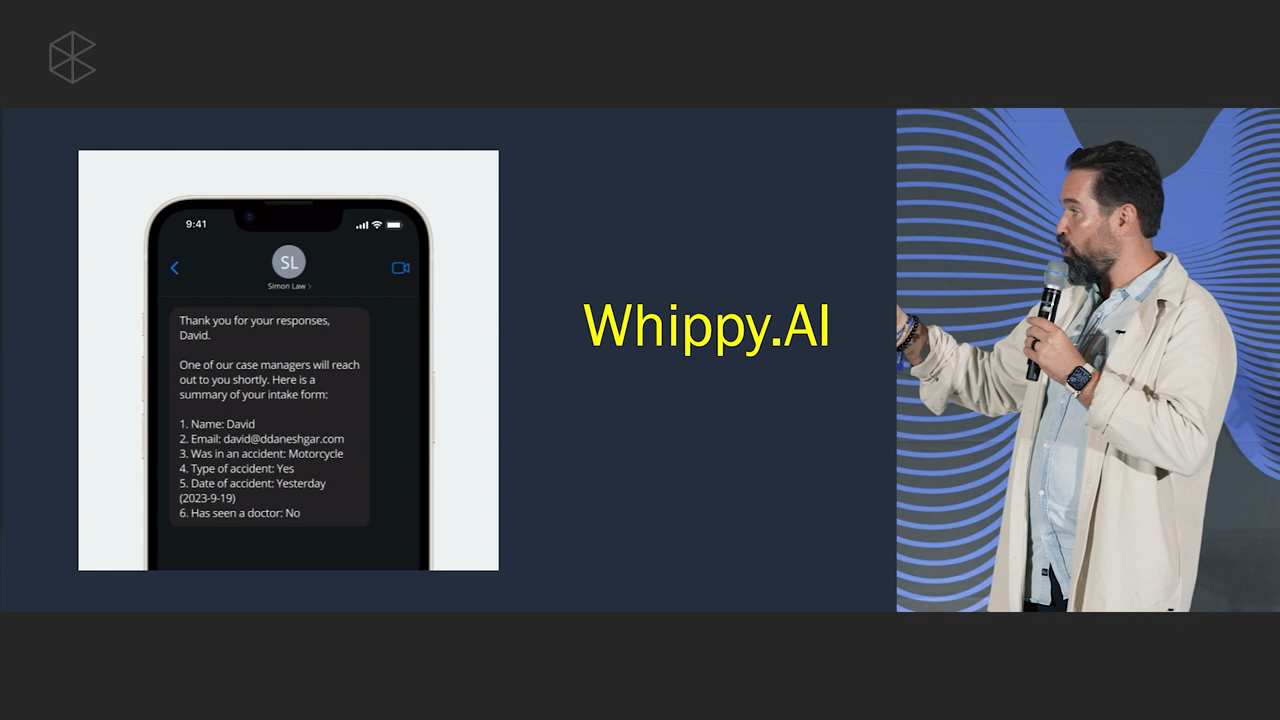 9:41
SL
Simon Law
Thank you for your responses,
David.
One of our case managers will reach
out to you shortly. Here is a
summary of your intake form:
1. Name: David
2. Email: david@ddaneshgar.com
3. Was in an accident: Motorcycle
4. Type of accident: Yes
5. Date of accident: Yesterday
(2023-9-19)
6. Has seen a doctor: No
Whippy.AI